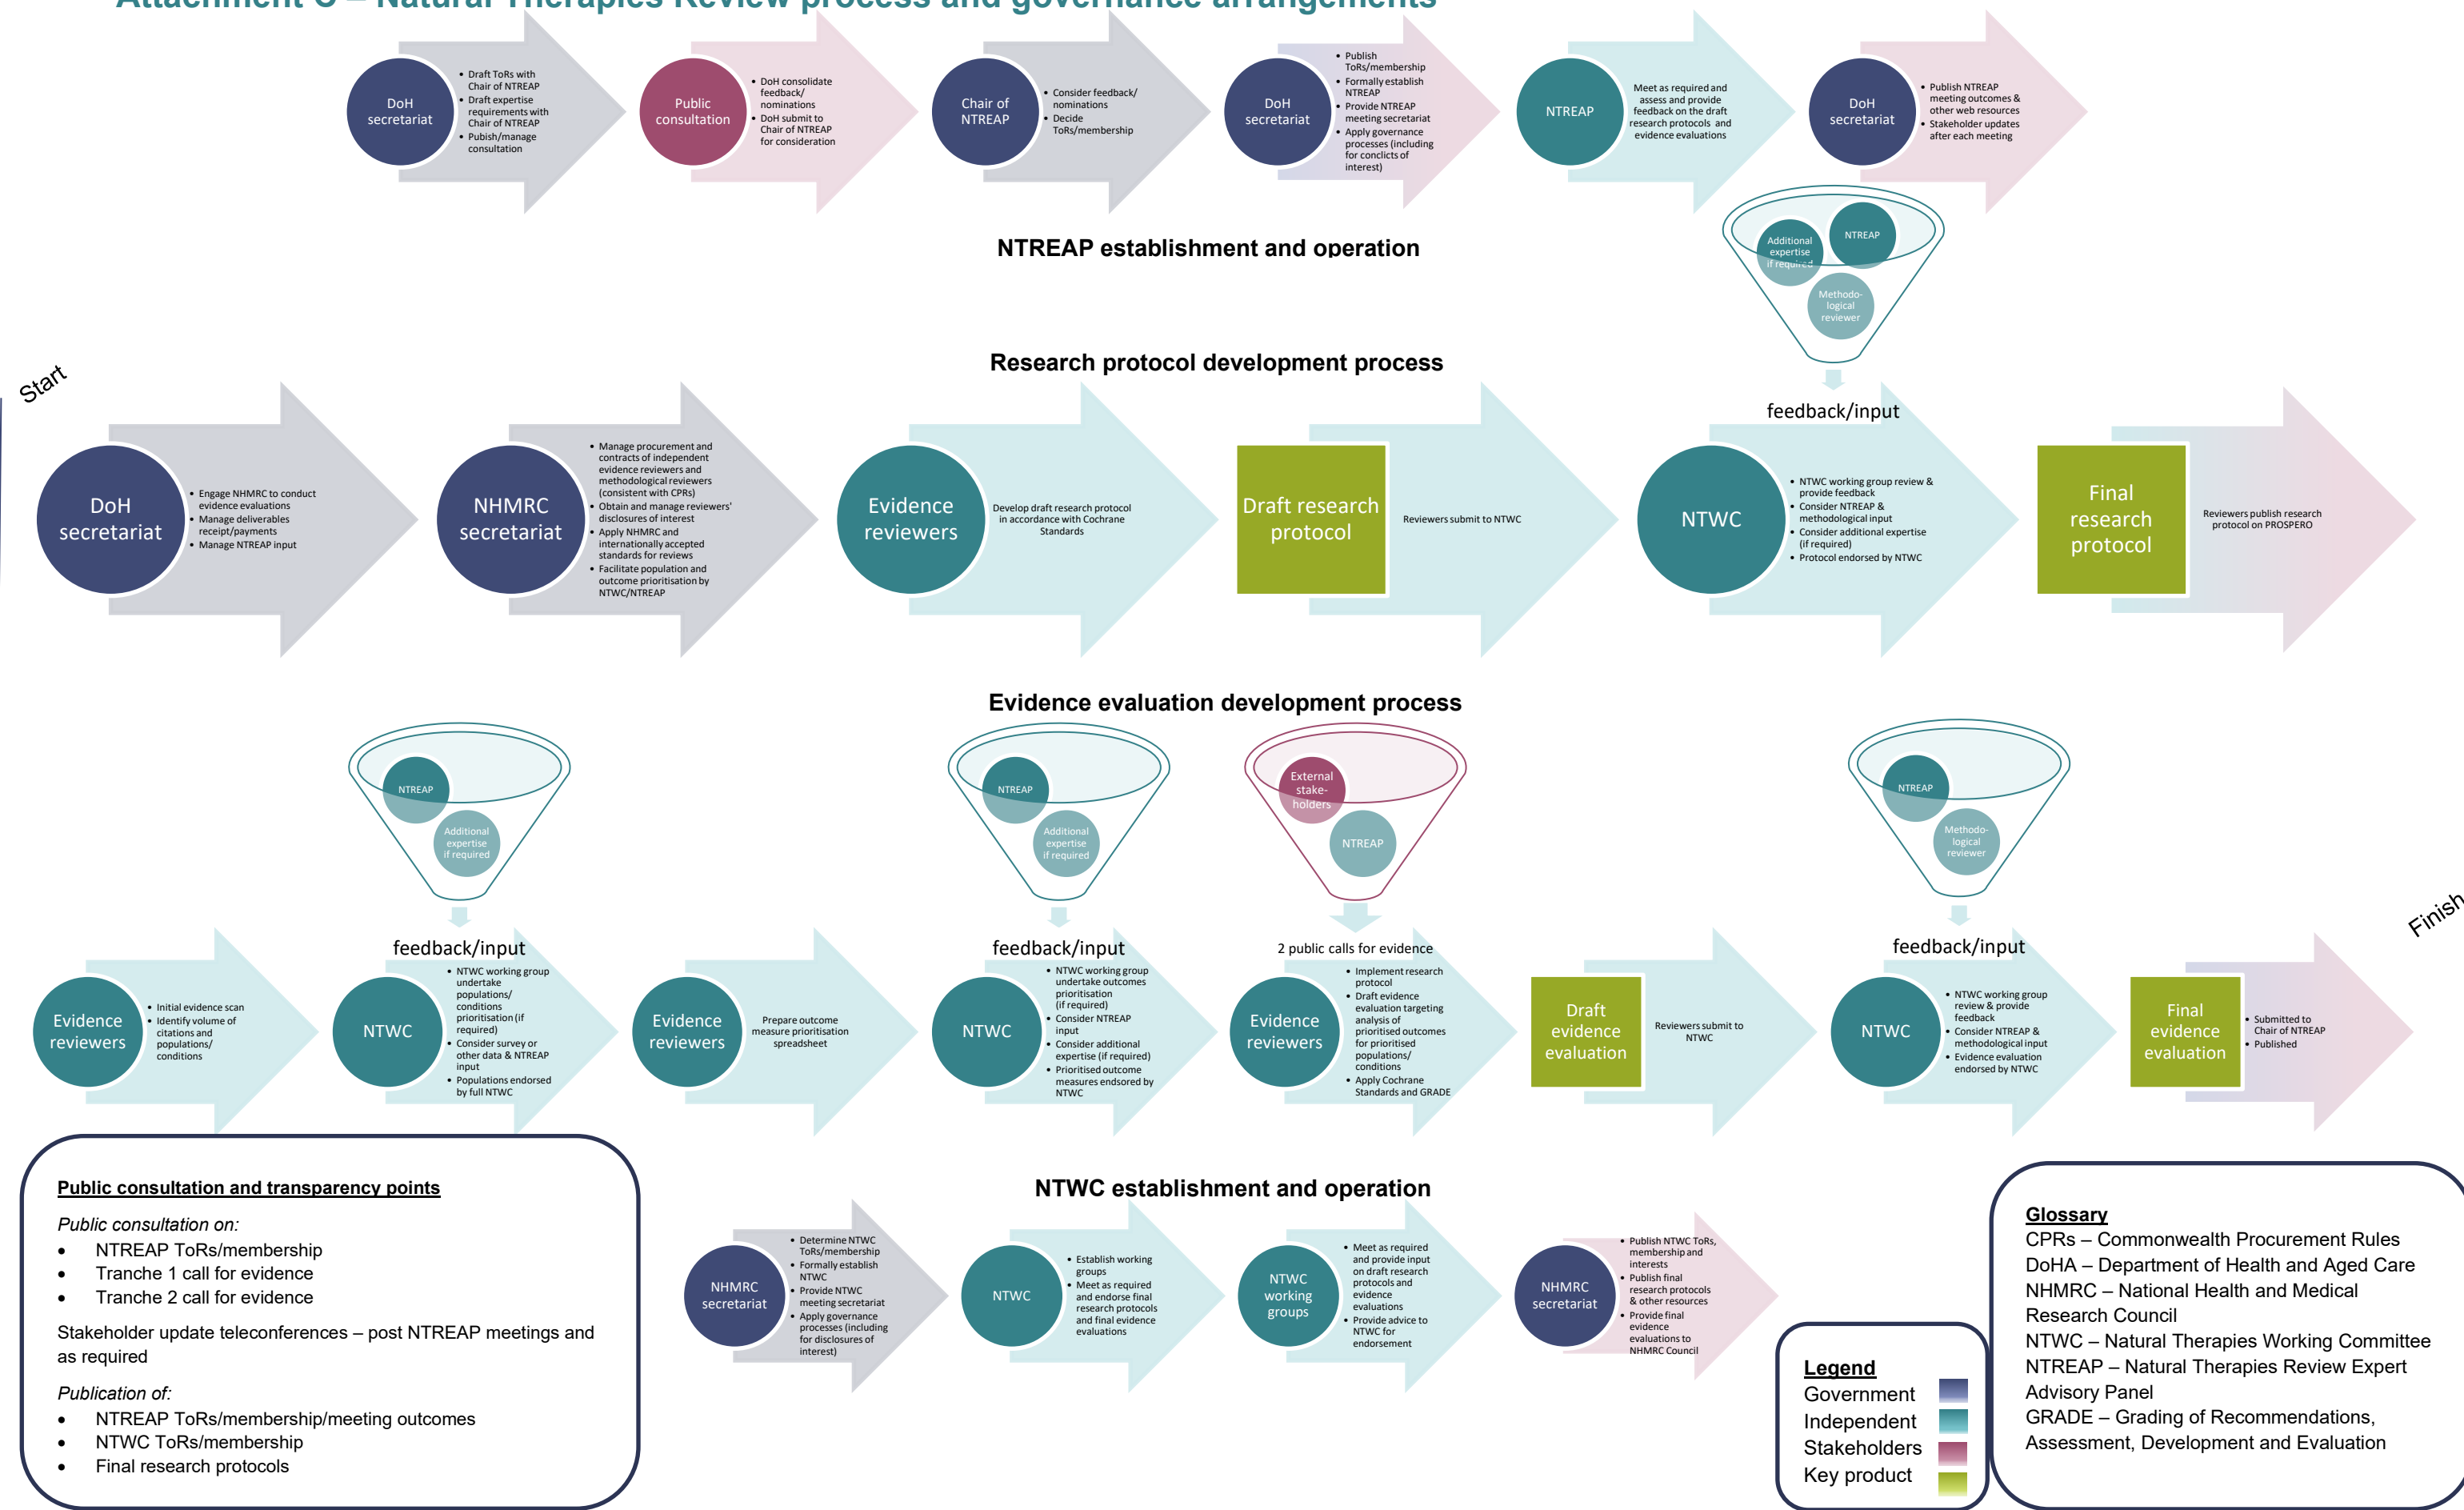 Attachment C – Natural Therapies Review process and governance arrangements
DoH
secretariat
• Draft ToRs with
Chair of NTREAP
• Draft expertise
requirements with
Chair of NTREAP
• Pubish/manage
consultation
Public
consultation
• DoH consolidate
feedback/
nominations
• DoH submit to
Chair of NTREAP
for consideration
Chair of
NTREAP
• Consider feedback/
nominations
• Decide
ToRs/membership
DoH
secretariat
• Publish
ToRs/membership
• Formally establish
NTREAP
• Provide NTREAP
meeting secretariat
• Apply governance
processes (including
for conclicts of
interest)
NTREAP
Meet as required and
assess and provide
feedback on the draft
research protocols and
evidence evaluations
DoH
secretariat
• Publish NTREAP
meeting outcomes &
other web resources
• Stakeholder updates
after each meeting
NTREAP establishment and operation
Additional
expertise
if required
NTREAP
Methodo-
logical
reviewer
Research protocol development process
Start
feedback/input
DoH
secretariat
• Engage NHMRC to conduct
evidence evaluations
• Manage deliverables
receipt/payments
• Manage NTREAP input
NHMRC
secretariat
• Manage procurement and
contracts of independent
evidence reviewers and
methodological reviewers
(consistent with CPRs)
• Obtain and manage reviewers'
disclosures of interest
• Apply NHMRC and
internationally accepted
standards for reviews
• Facilitate population and
outcome prioritisation by
NTWC/NTREAP
Evidence
reviewers
Develop draft research protocol
in accordance with Cochrane
Standards
Draft research
protocol
Reviewers submit to NTWC
NTWC
• NTWC working group review &
provide feedback
• Consider NTREAP &
methodological input
• Consider additional expertise
(if required)
• Protocol endorsed by NTWC
Final
research
protocol
Reviewers publish research
protocol on PROSPERO
Evidence evaluation development process
NTREAP
Additional
expertise
if required
NTREAP
Additional
expertise
if required
External
stake-
holders
NTREAP
NTREAP
Methodo-
logical
reviewer
Finish
feedback/input
feedback/input
2 public calls for evidence
feedback/input
Evidence
reviewers
• Initial evidence scan
• Identify volume of
citations and
populations/
conditions
NTWC
• NTWC working group
undertake
populations/
conditions
prioritisation (if
required)
• Consider survey or
other data & NTREAP
input
• Populations endorsed
by full NTWC
Evidence
reviewers
Prepare outcome
measure prioritisation
spreadsheet
NTWC
• NTWC working group
undertake outcomes
prioritisation
(if required)
• Consider NTREAP
input
• Consider additional
expertise (if required)
• Prioritised outcome
measures endsored by
NTWC
Evidence
reviewers
• Implement research
protocol
• Draft evidence
evaluation targeting
analysis of
prioritised outcomes
for prioritised
populations/
conditions
• Apply Cochrane
Standards and GRADE
Draft
evidence
evaluation
Reviewers submit to
NTWC
NTWC
• NTWC working group
review & provide
feedback
• Consider NTREAP &
methodological input
• Evidence evaluation
endorsed by NTWC
Final
evidence
evaluation
• Submitted to
Chair of NTREAP
• Published
Public consultation and transparency points
Public consultation on:
• NTREAP ToRs/membership
• Tranche 1 call for evidence
• Tranche 2 call for evidence
Stakeholder update teleconferences – post NTREAP meetings and
as required
Publication of:
• NTREAP ToRs/membership/meeting outcomes
• NTWC ToRs/membership
• Final research protocols
NTWC establishment and operation
NHMRC
secretariat
• Determine NTWC
ToRs/membership
• Formally establish
NTWC
• Provide NTWC
meeting secretariat
• Apply governance
processes (including
for disclosures of
interest)
NTWC
• Establish working
groups
• Meet as required
and endorse final
research protocols
and final evidence
evaluations
NTWC
working
groups
• Meet as required
and provide input
on draft research
protocols and
evidence
evaluations
• Provide advice to
NTWC for
endorsement
NHMRC
secretariat
• Publish NTWC ToRs,
membership and
interests
• Publish final
research protocols
& other resources
• Provide final
evidence
evaluations to
NHMRC Council
Legend
Government
Independent
Stakeholders
Key product
Glossary
CPRs – Commonwealth Procurement Rules
DoHA – Department of Health and Aged Care
NHMRC – National Health and Medical
Research Council
NTWC – Natural Therapies Working Committee
NTREAP – Natural Therapies Review Expert
Advisory Panel
GRADE – Grading of Recommendations,
Assessment, Development and Evaluation